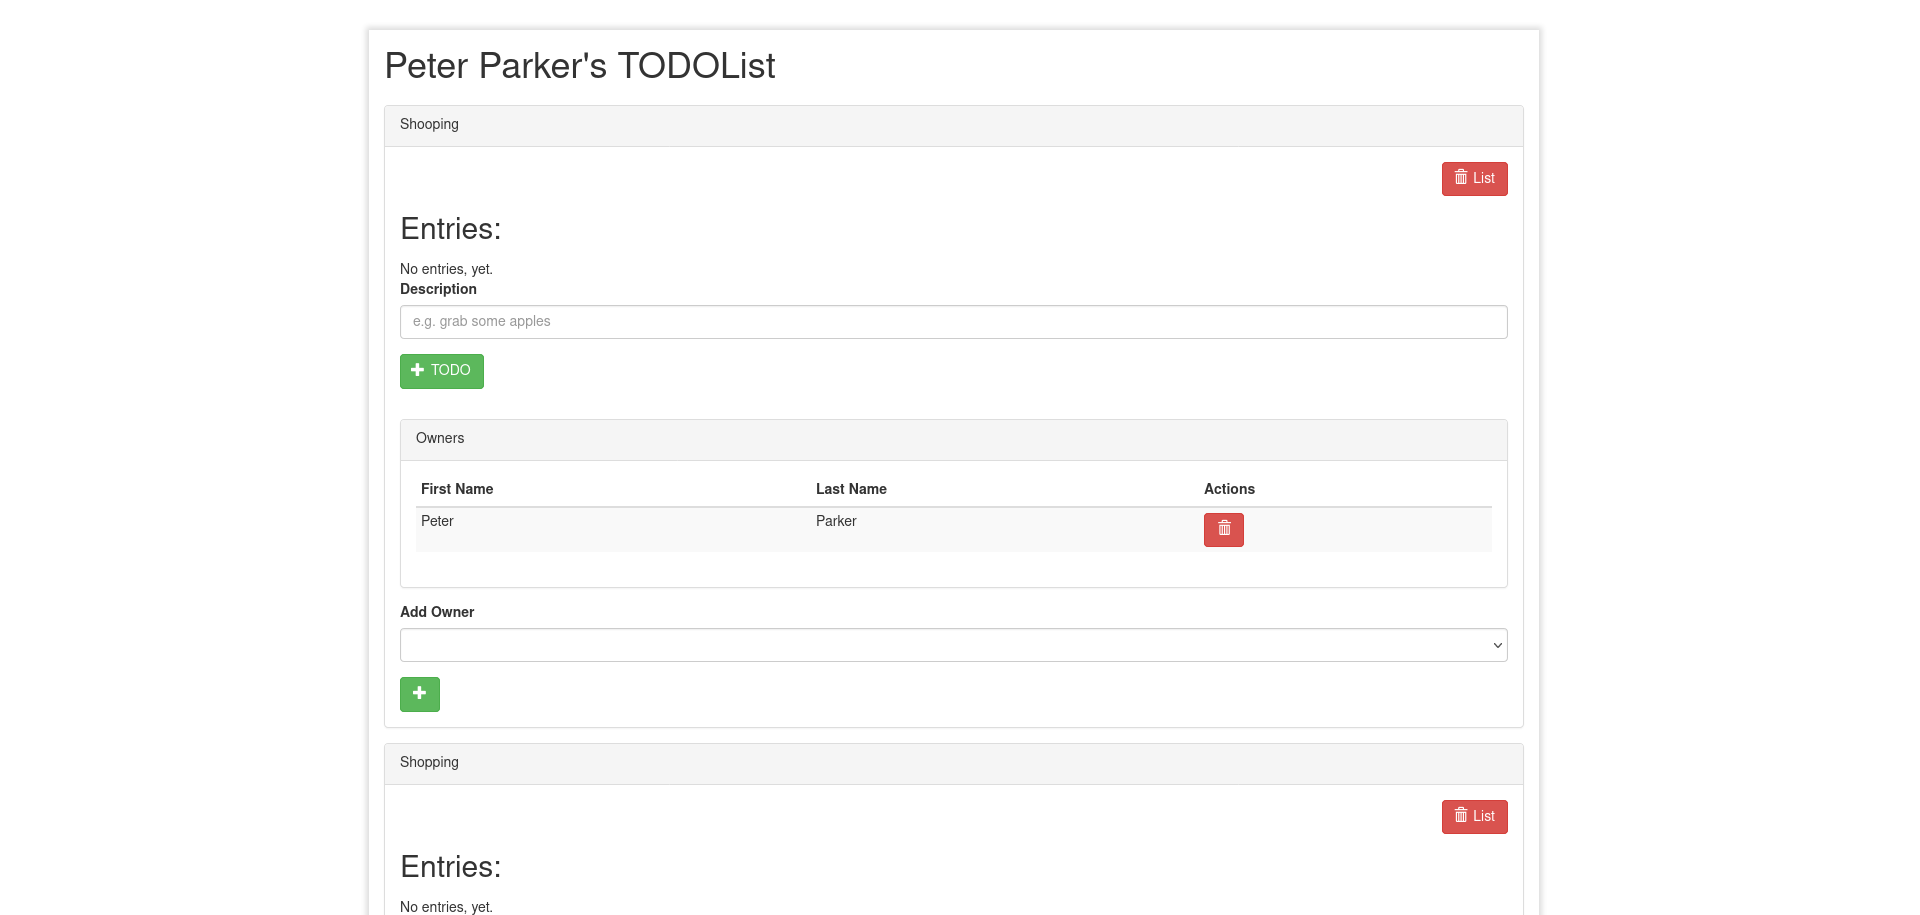 Peter Parker's TODOList
Shooping
List
Entries:
No entries, yet.
Description
e.g. grab some apples
TODO
Owners
First Name Last Name Actions
Peter Parker
Add Owner
Shopping
List
Entries:
No entries, yet.